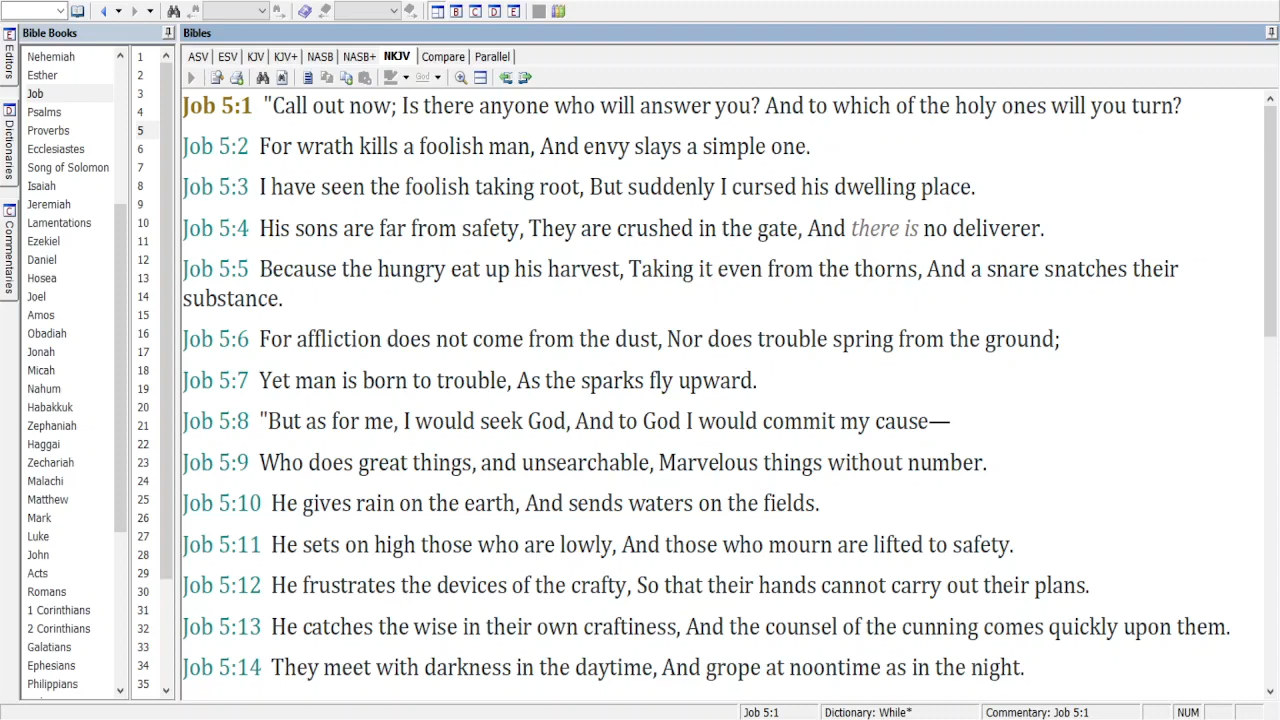 Bible Books
Bibles
ASV ESV KJV KJV+ NASB NASB+ NKJV Compare Parallel
God
B C D E
E Editors
D Dictionaries
C Commentaries
Nehemiah
Esther
Job
Psalms
Proverbs
Ecclesiastes
Song of Solomon
Isaiah
Jeremiah
Lamentations
Ezekiel
Daniel
Hosea
Joel
Amos
Obadiah
Jonah
Micah
Nahum
Habakkuk
Zephaniah
Haggai
Zechariah
Malachi
Matthew
Mark
Luke
John
Acts
Romans
1 Corinthians
2 Corinthians
Galatians
Ephesians
Philippians
1
2
3
4
5
6
7
8
9
10
11
12
13
14
15
16
17
18
19
20
21
22
23
24
25
26
27
28
29
30
31
32
33
34
35
Job 5:1 "Call out now; Is there anyone who will answer you? And to which of the holy ones will you turn?
Job 5:2 For wrath kills a foolish man, And envy slays a simple one.
Job 5:3 I have seen the foolish taking root, But suddenly I cursed his dwelling place.
Job 5:4 His sons are far from safety, They are crushed in the gate, And there is no deliverer.
Job 5:5 Because the hungry eat up his harvest, Taking it even from the thorns, And a snare snatches their
substance.
Job 5:6 For affliction does not come from the dust, Nor does trouble spring from the ground;
Job 5:7 Yet man is born to trouble, As the sparks fly upward.
Job 5:8 "But as for me, I would seek God, And to God I would commit my cause—
Job 5:9 Who does great things, and unsearchable, Marvelous things without number.
Job 5:10 He gives rain on the earth, And sends waters on the fields.
Job 5:11 He sets on high those who are lowly, And those who mourn are lifted to safety.
Job 5:12 He frustrates the devices of the crafty, So that their hands cannot carry out their plans.
Job 5:13 He catches the wise in their own craftiness, And the counsel of the cunning comes quickly upon them.
Job 5:14 They meet with darkness in the daytime, And grope at noontime as in the night.
Job 5:1 Dictionary: While* Commentary: Job 5:1 NUM